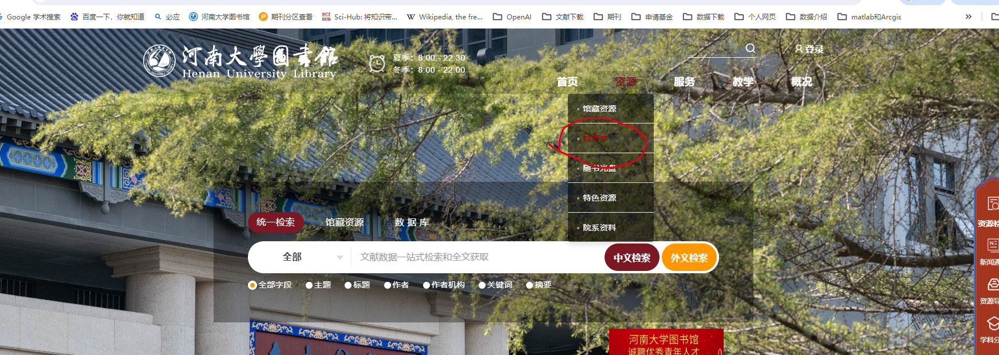 Google 学术搜索 百度一下，你就知道 必应 河南大学图书馆 期刊分区查看 Sci-Hub: 将知识带... Wikipedia, the fre... OpenAI 文献下载 期刊 申请基金 数据下载 个人网页 数据介绍 matlab和Arcgis »
河南大學圖書館
Henan University Library
夏季：8:00 - 22:30
冬季：8:00 - 22:00
登录
首页 资源 服务 教学 概况
馆藏资源
数据库
随书光盘
特色资源
院系资料
统一检索 馆藏资源 数 据 库
全部 文献数据一站式检索和全文获取 中文检索 外文检索
全部字段 主题 标题 作者 作者机构 关键词 摘要
河南大学图书馆
诚聘优秀青年人才
资源检
新闻通
资源导
学科分